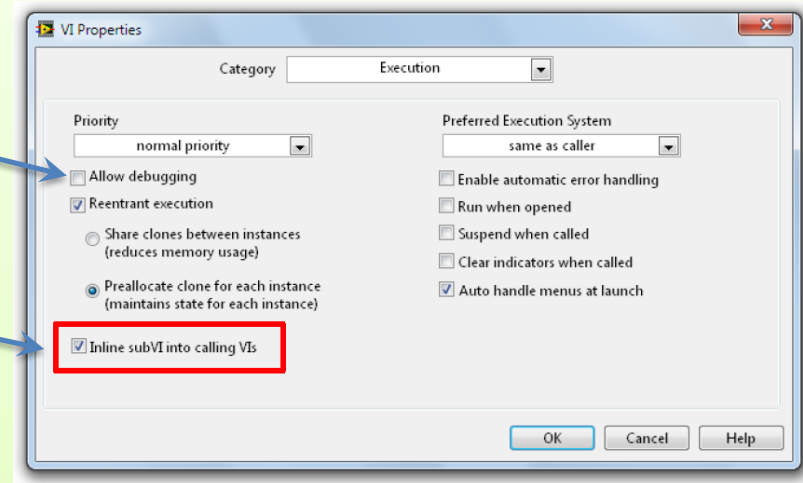 VI Properties
Category
Execution
Priority
normal priority
Allow debugging
Reentrant execution
Share clones between instances
(reduces memory usage)
Preallocate clone for each instance
(maintains state for each instance)
Inline subVI into calling VIs
Preferred Execution System
same as caller
Enable automatic error handling
Run when opened
Suspend when called
Clear indicators when called
Auto handle menus at launch
OK
Cancel
Help